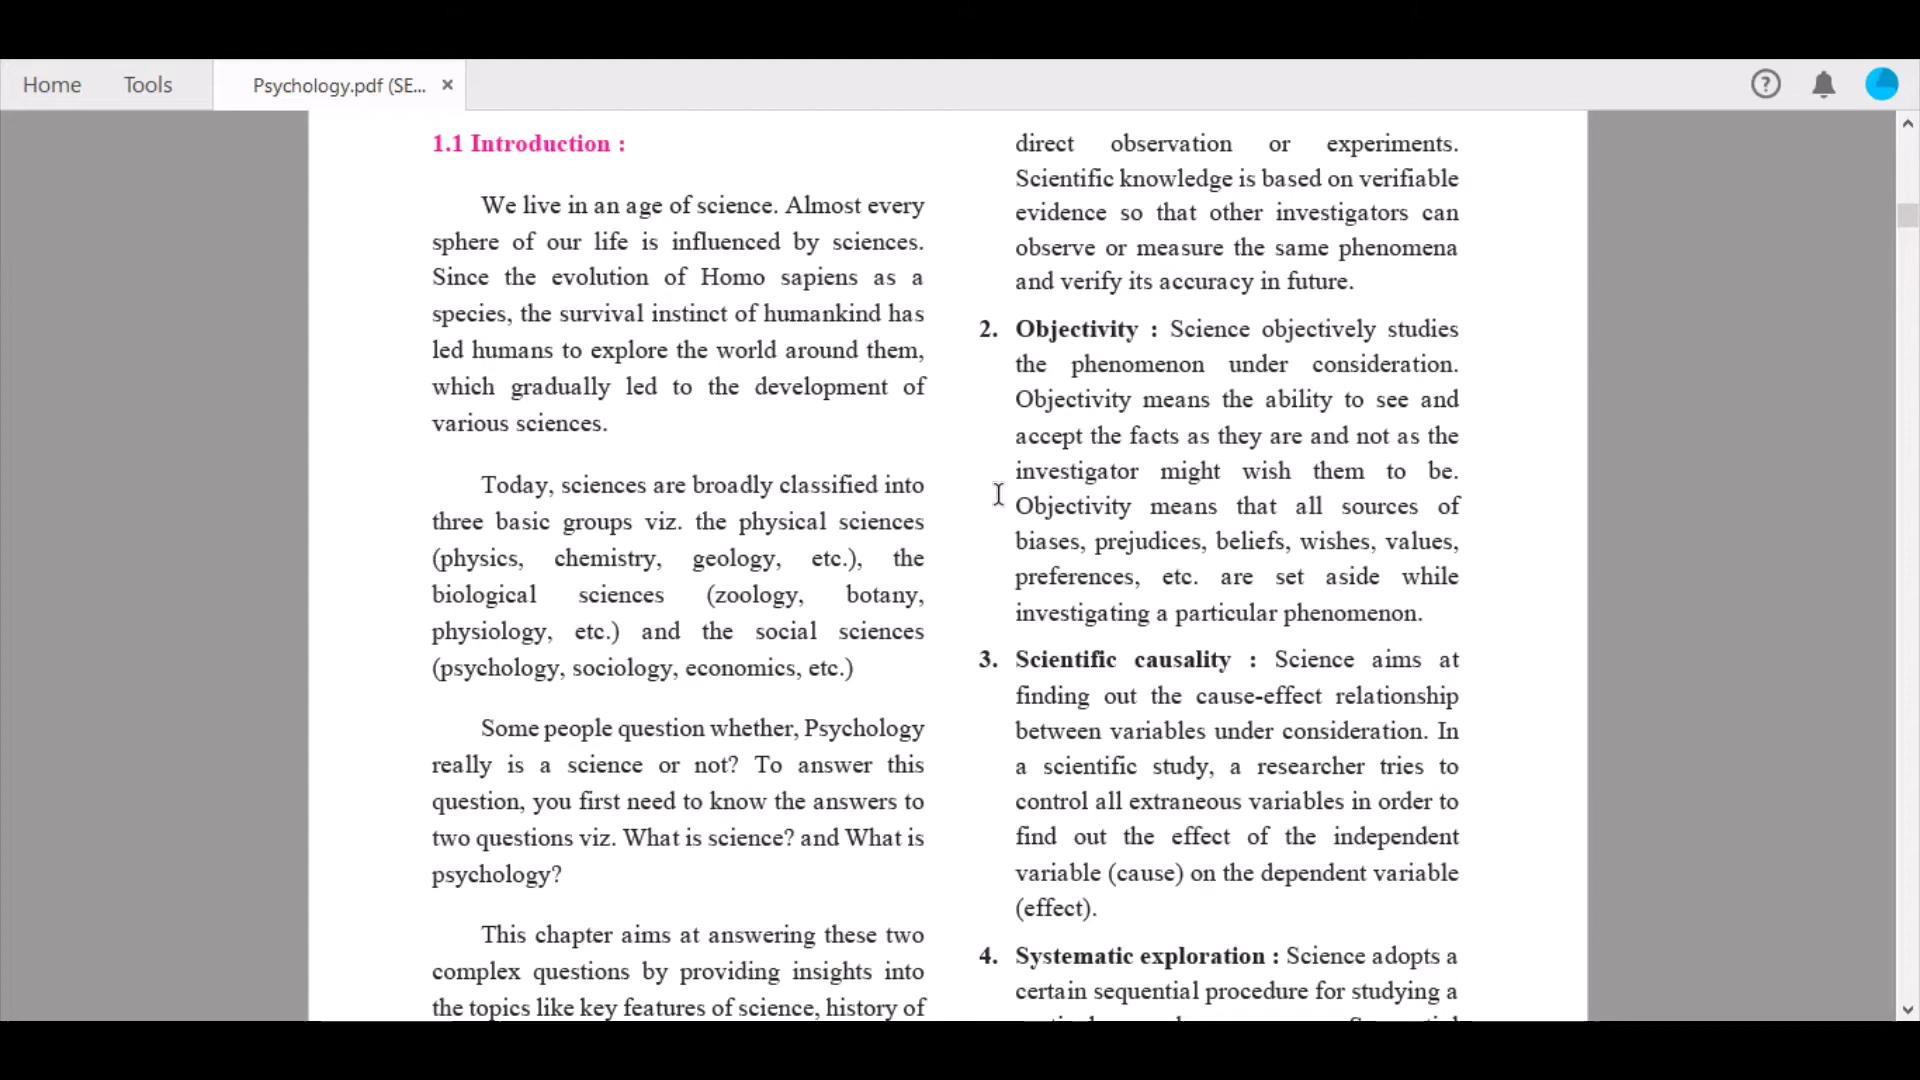 Home
Tools
Psychology.pdf (SE... ×
1.1 Introduction :
We live in an age of science. Almost every
sphere of our life is influenced by sciences.
Since the evolution of Homo sapiens as a
species, the survival instinct of humankind has
led humans to explore the world around them,
which gradually led to the development of
various sciences.
Today, sciences are broadly classified into
three basic groups viz. the physical sciences
(physics, chemistry, geology, etc.), the
biological sciences (zoology, botany,
physiology, etc.) and the social sciences
(psychology, sociology, economics, etc.)
Some people question whether, Psychology
really is a science or not? To answer this
question, you first need to know the answers to
two questions viz. What is science? and What is
psychology?
This chapter aims at answering these two
complex questions by providing insights into
the topics like key features of science, history of
direct observation or experiments.
Scientific knowledge is based on verifiable
evidence so that other investigators can
observe or measure the same phenomena
and verify its accuracy in future.
2. Objectivity : Science objectively studies
the phenomenon under consideration.
Objectivity means the ability to see and
accept the facts as they are and not as the
investigator might wish them to be.
Objectivity means that all sources of
biases, prejudices, beliefs, wishes, values,
preferences, etc. are set aside while
investigating a particular phenomenon.
3. Scientific causality : Science aims at
finding out the cause-effect relationship
between variables under consideration. In
a scientific study, a researcher tries to
control all extraneous variables in order to
find out the effect of the independent
variable (cause) on the dependent variable
(effect).
4. Systematic exploration : Science adopts a
certain sequential procedure for studying a